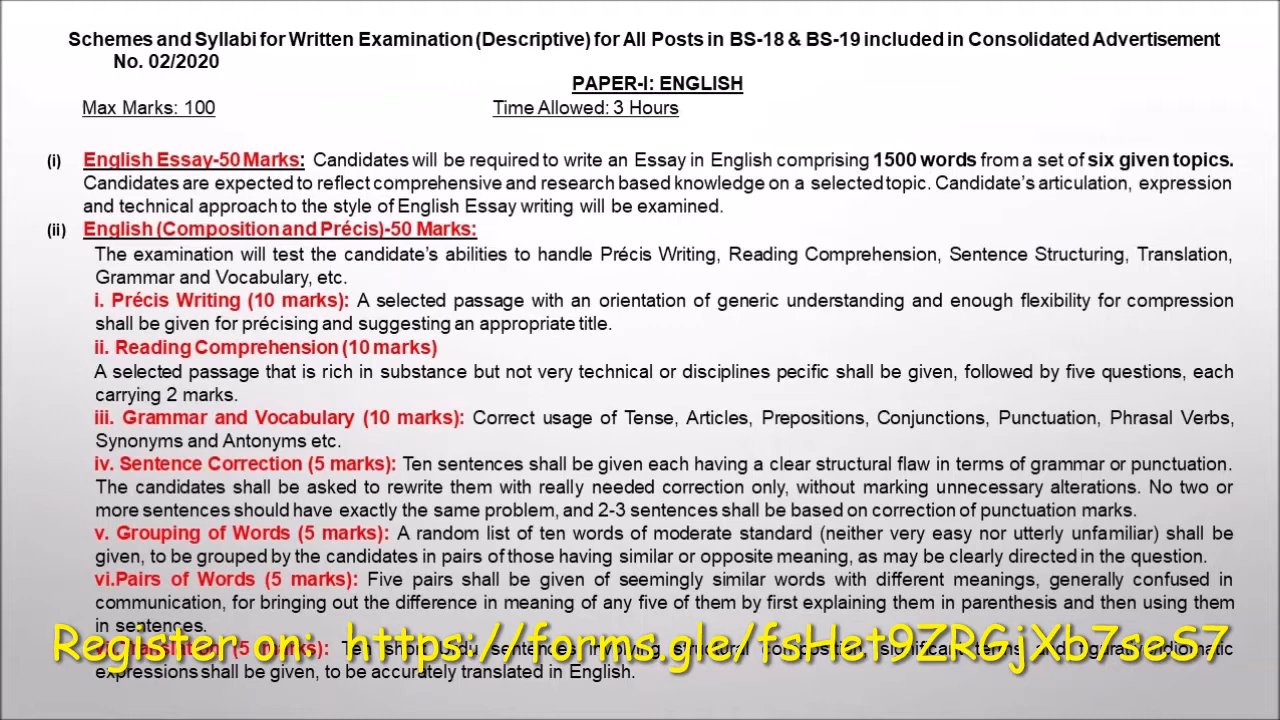 Schemes and Syllabi for Written Examination (Descriptive) for All Posts in BS-18 & BS-19 included in Consolidated Advertisement
No. 02/2020
PAPER-I: ENGLISH
Max Marks: 100 Time Allowed: 3 Hours
(i) English Essay-50 Marks: Candidates will be required to write an Essay in English comprising 1500 words from a set of six given topics.
Candidates are expected to reflect comprehensive and research based knowledge on a selected topic. Candidate's articulation, expression
and technical approach to the style of English Essay writing will be examined.
(ii) English (Composition and Précis)-50 Marks:
The examination will test the candidate's abilities to handle Précis Writing, Reading Comprehension, Sentence Structuring, Translation,
Grammar and Vocabulary, etc.
i. Précis Writing (10 marks): A selected passage with an orientation of generic understanding and enough flexibility for compression
shall be given for précising and suggesting an appropriate title.
ii. Reading Comprehension (10 marks)
A selected passage that is rich in substance but not very technical or disciplines pecific shall be given, followed by five questions, each
carrying 2 marks.
iii. Grammar and Vocabulary (10 marks): Correct usage of Tense, Articles, Prepositions, Conjunctions, Punctuation, Phrasal Verbs,
Synonyms and Antonyms etc.
iv. Sentence Correction (5 marks): Ten sentences shall be given each having a clear structural flaw in terms of grammar or punctuation.
The candidates shall be asked to rewrite them with really needed correction only, without marking unnecessary alterations. No two or
more sentences should have exactly the same problem, and 2-3 sentences shall be based on correction of punctuation marks.
v. Grouping of Words (5 marks): A random list of ten words of moderate standard (neither very easy nor utterly unfamiliar) shall be
given, to be grouped by the candidates in pairs of those having similar or opposite meaning, as may be clearly directed in the question.
vi.Pairs of Words (5 marks): Five pairs shall be given of seemingly similar words with different meanings, generally confused in
communication, for bringing out the difference in meaning of any five of them by first explaining them in parenthesis and then using them
in sentences.
Register on: https://forms.gle/fsHet9ZRGjXb7seS7
Translation (5 marks): Ten short Urdu sentences involving structural significant terms
expressions shall be given, to be accurately translated in English.